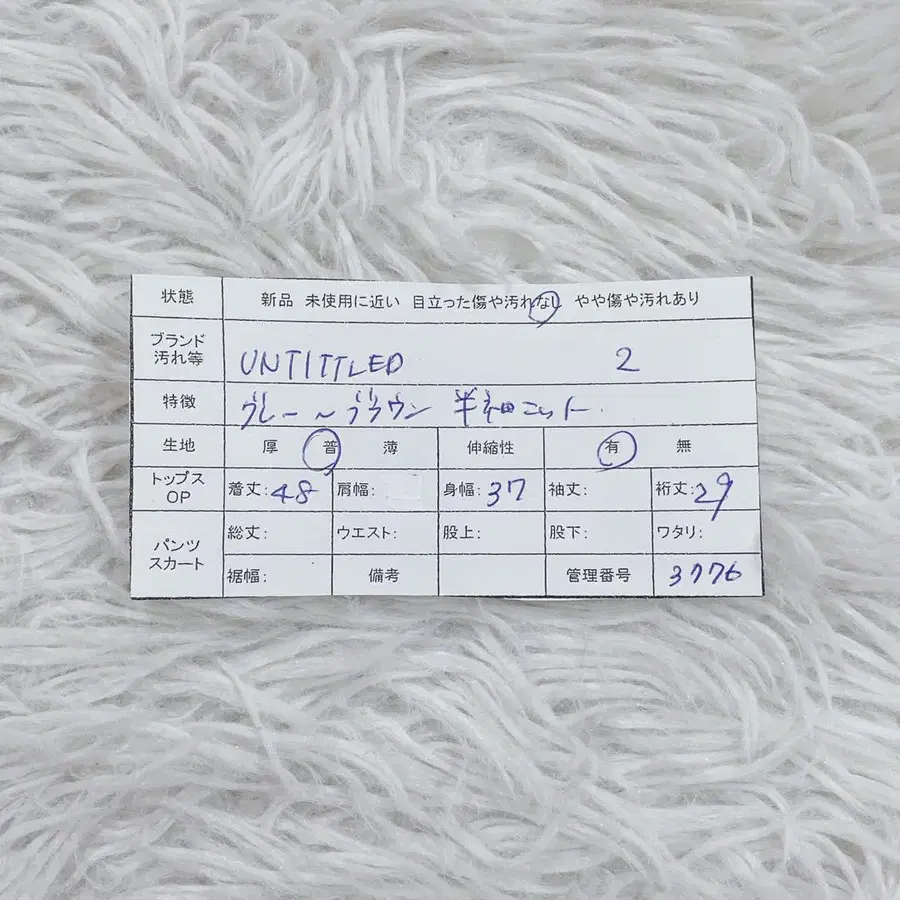 状態 新品 未使用に近い 目立った傷や汚れなし やや傷や汚れあり
ブランド
汚れ等 UNTITTLED 2
特徴 グレー～ブラウン 半袖ニット.
生地 厚 普 薄 伸縮性 有 無
トップス
OP 着丈:48 肩幅: 身幅:37 袖丈: 裄丈:29
パンツ
スカート 総丈: ウエスト: 股上: 股下: ワタリ:
裾幅: 備考 管理番号 3776